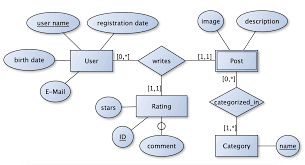 user name
registration date
image
description
birth date
User
[0,*]
writes
[1,1]
Post
E-Mail
[1,1]
[0,*]
stars
Rating
categorized_in
ID
comment
[1,*]
Category
name